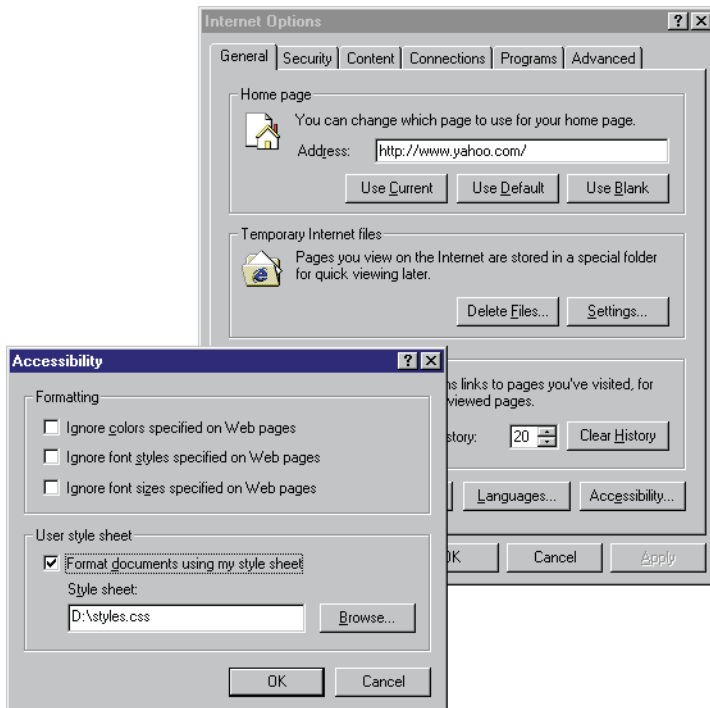 Internet Options
General Security Content Connections Programs Advanced
Home page
You can change which page to use for your home page.
Address: http://www.yahoo.com/
Use Current Use Default Use Blank
Temporary Internet files
Pages you view on the Internet are stored in a special folder
for quick viewing later.
Delete Files... Settings...
links to pages you've visited, for
viewed pages.
20 Clear History
Languages... Accessibility...
Cancel Apply
Accessibility
Formatting
Ignore colors specified on Web pages
Ignore font styles specified on Web pages
Ignore font sizes specified on Web pages
User style sheet
Format documents using my style sheet
Style sheet:
D:\styles.css Browse...
OK Cancel